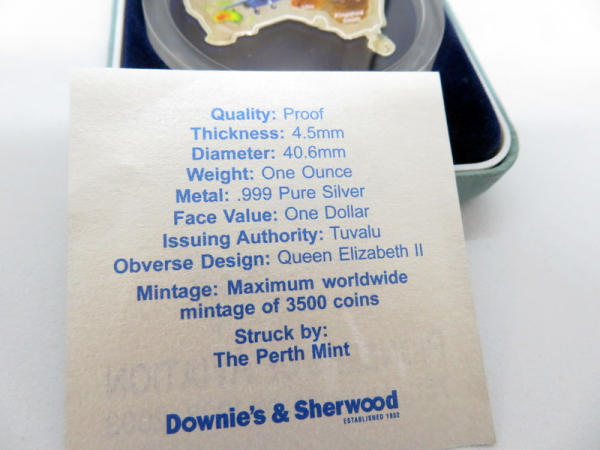 Quality: Proof
Thickness: 4.5mm
Diameter: 40.6mm
Weight: One Ounce
Metal: .999 Pure Silver
Face Value: One Dollar
Issuing Authority: Tuvalu
Obverse Design: Queen Elizabeth II
Mintage: Maximum worldwide
mintage of 3500 coins
Struck by:
The Perth Mint
Downie's & Sherwood